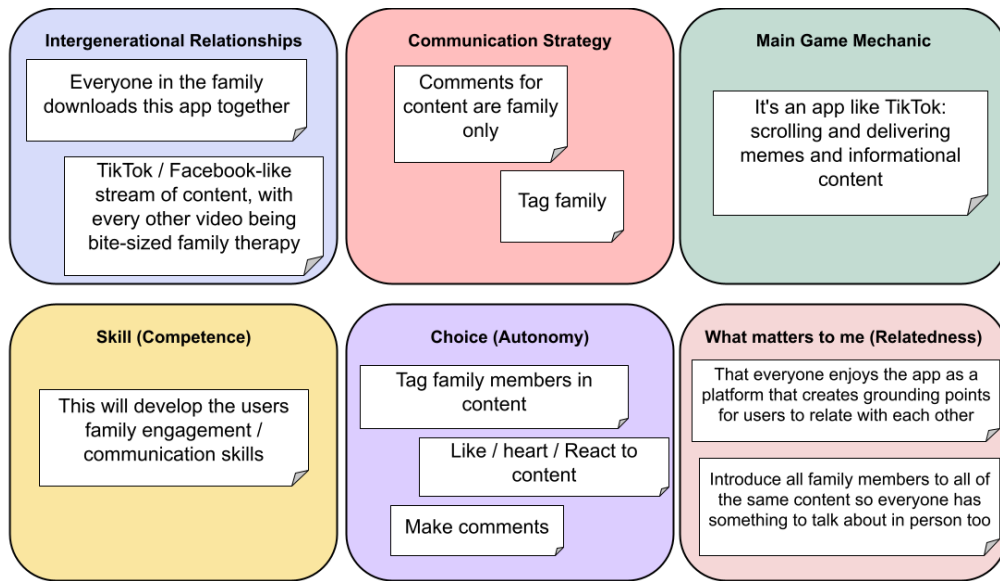 Intergenerational Relationships
Everyone in the family
downloads this app together
TikTok / Facebook-like
stream of content, with
every other video being
bite-sized family therapy
Communication Strategy
Comments for
content are family
only
Tag family
Main Game Mechanic
It's an app like TikTok:
scrolling and delivering
memes and informational
content
Skill (Competence)
This will develop the users
family engagement /
communication skills
Choice (Autonomy)
Tag family members in
content
Like / heart / React to
content
Make comments
What matters to me (Relatedness)
That everyone enjoys the app as a
platform that creates grounding points
for users to relate with each other
Introduce all family members to all of
the same content so everyone has
something to talk about in person too